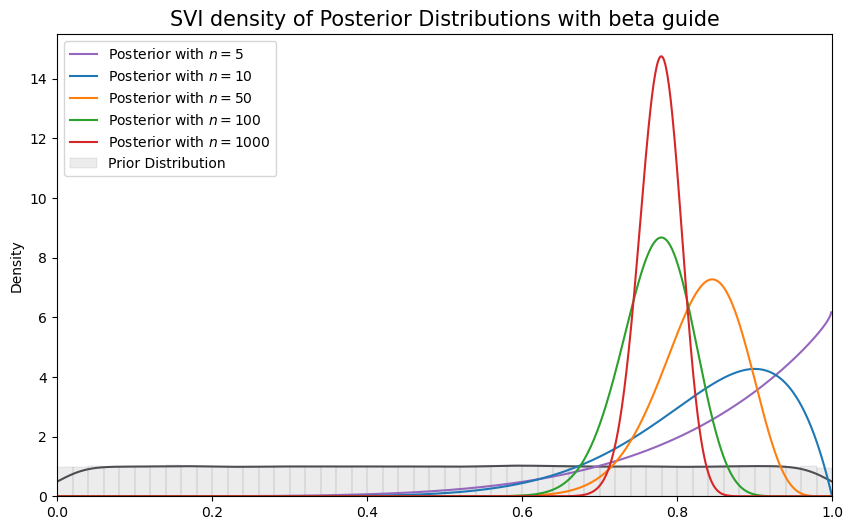 SVI density of Posterior Distributions with beta guide
Posterior with n = 5
Posterior with n = 10
Posterior with n = 50
Posterior with n = 100
Posterior with n = 1000
Prior Distribution
Density
14
12
10
8
6
4
2
0
0.0 0.2 0.4 0.6 0.8 1.0